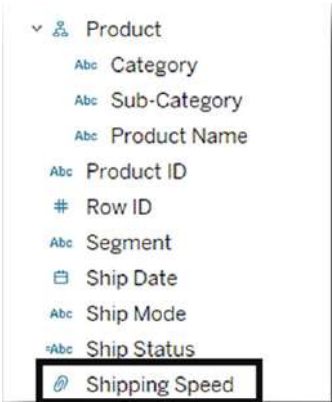 Product
Abc Category
Abc Sub-Category
Abc Product Name
Abc Product ID
# Row ID
Abc Segment
Ship Date
Abc Ship Mode
=Abc Ship Status
Shipping Speed